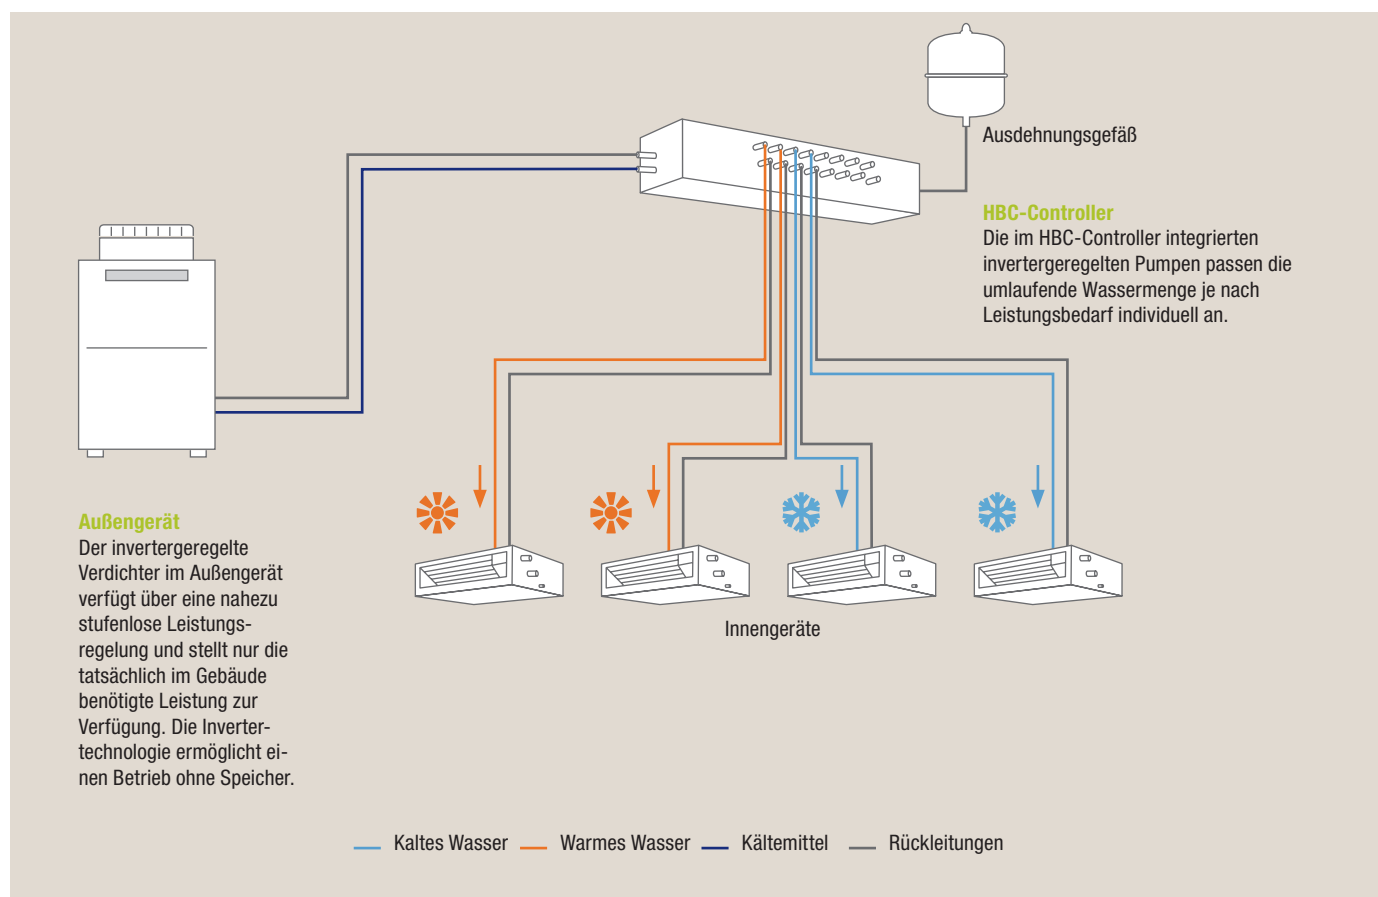 Ausdehnungsgefäß
HBC-Controller
Die im HBC-Controller integrierten
invertergeregelten Pumpen passen die
umlaufende Wassermenge je nach
Leistungsbedarf individuell an.
Außengerät
Der invertergeregelte
Verdichter im Außengerät
verfügt über eine nahezu
stufenlose Leistungs-
regelung und stellt nur die
tatsächlich im Gebäude
benötigte Leistung zur
Verfügung. Die Inverter-
technologie ermöglicht ei-
nen Betrieb ohne Speicher.
Innengeräte
Kaltes Wasser Warmes Wasser Kältemittel Rückleitungen